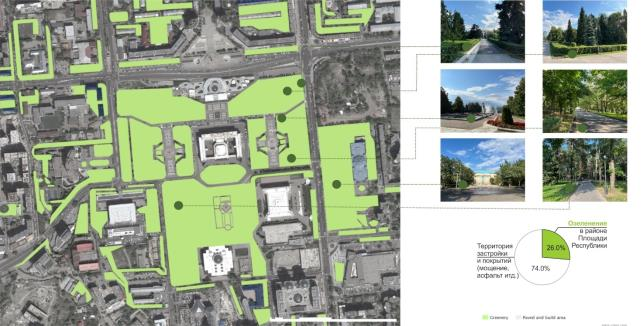 Озеленение
в районе
Площади
Республики
26.0%
Территория
застройки
и покрытий
(мощение,
асфальт итд.)
74.0%
Greenery
Paved and build area